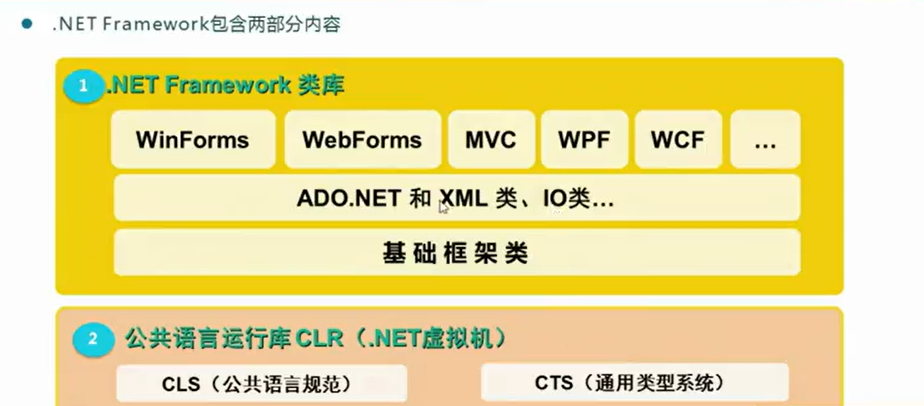 .NET Framework包含两部分内容
1 .NET Framework 类库
WinForms WebForms MVC WPF WCF ...
ADO.NET 和 XML 类、IO类...
基础框架类
2 公共语言运行库 CLR（.NET虚拟机）
CLS（公共语言规范） CTS（通用类型系统）